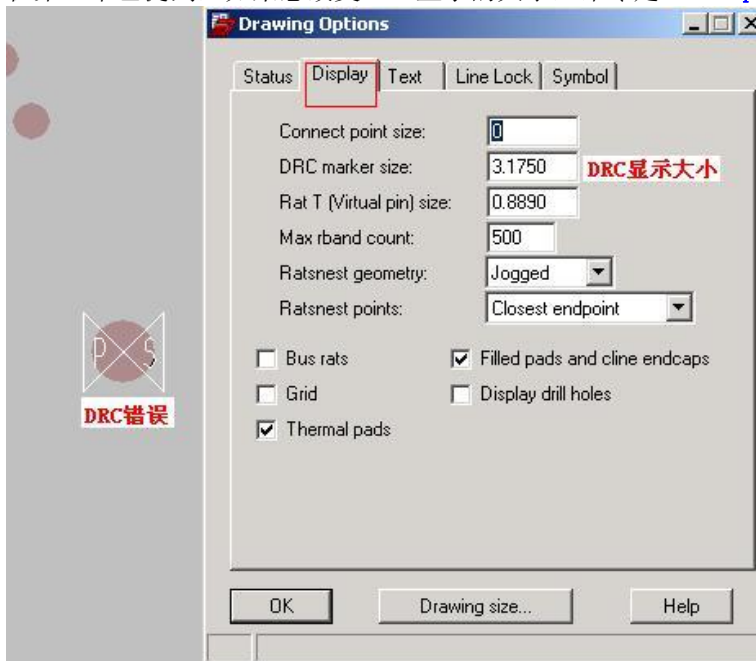 Drawing Options
Status Display Text Line Lock Symbol
Connect point size: 0
DRC marker size: 3.1750 DRC显示大小
Rat T (Virtual pin) size: 0.8890
Max rband count: 500
Ratsnest geometry: Jogged
Ratsnest points: Closest endpoint
P S
DRC错误
Bus rats Filled pads and cline endcaps
Grid Display drill holes
Thermal pads
OK Drawing size... Help